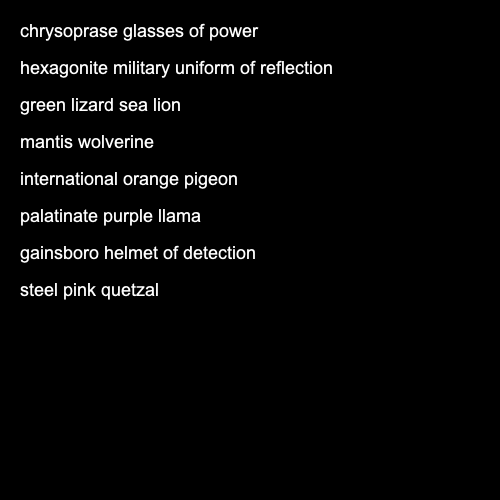 chrysoprase glasses of power
hexagonite military uniform of reflection
green lizard sea lion
mantis wolverine
international orange pigeon
palatinate purple llama
gainsboro helmet of detection
steel pink quetzal